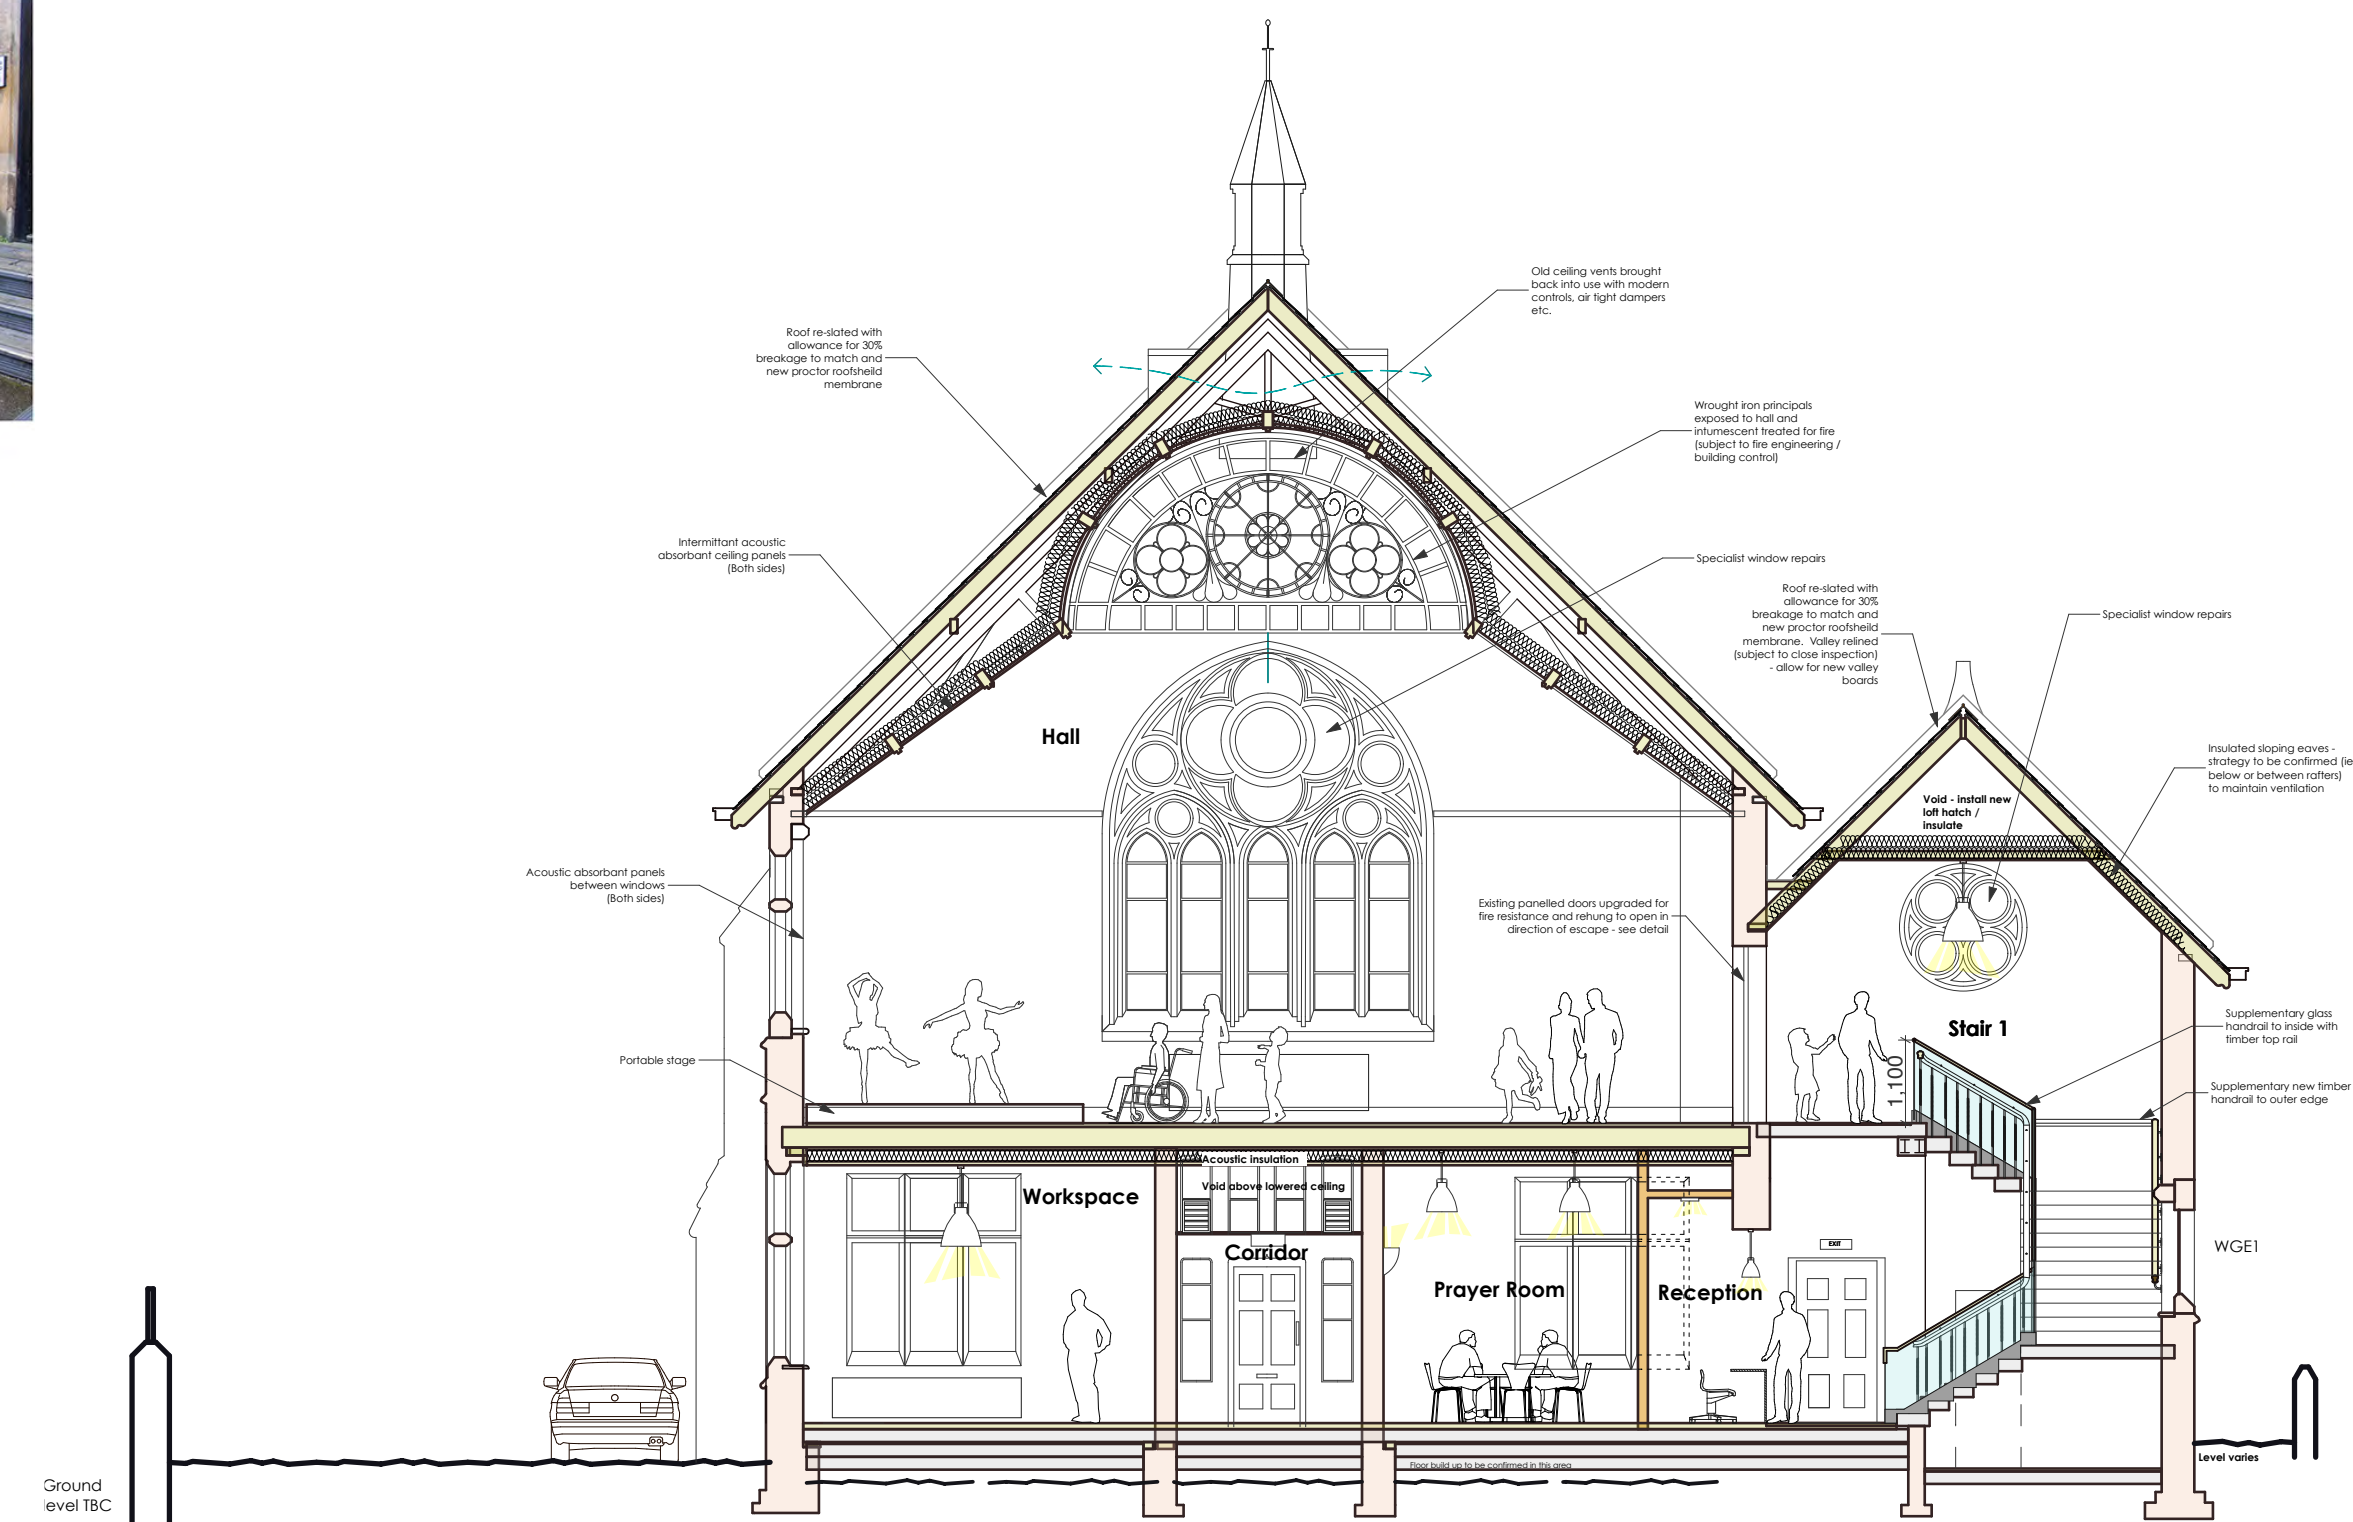 Old ceiling vents brought
back into use with modern
controls, air tight dampers
etc.
Roof re-slated with
allowance for 30%
breakage to match and
new proctor roofsheild
membrane
Wrought iron principals
exposed to hall and
intumescent treated for fire
(subject to fire engineering /
building control)
Intermittant acoustic
absorbant ceiling panels
(Both sides)
Specialist window repairs
Roof re-slated with
allowance for 30%
breakage to match and
new proctor roofsheild
membrane. Valley relined
(subject to close inspection)
- allow for new valley
boards
Specialist window repairs
Hall
Insulated sloping eaves -
strategy to be confirmed (ie
below or between rafters)
to maintain ventilation
Void - install new
loft hatch /
insulate
Acoustic absorbant panels
between windows
(Both sides)
Existing panelled doors upgraded for
fire resistance and rehung to open in
direction of escape - see detail
Stair 1
Supplementary glass
handrail to inside with
timber top rail
Portable stage
1,100
Supplementary new timber
handrail to outer edge
Acoustic insulation
Void above lowered ceiling
Workspace
Corridor
EXIT
WGE1
Prayer Room
Reception
Floor build up to be confirmed in this area
Level varies
Ground
level TBC